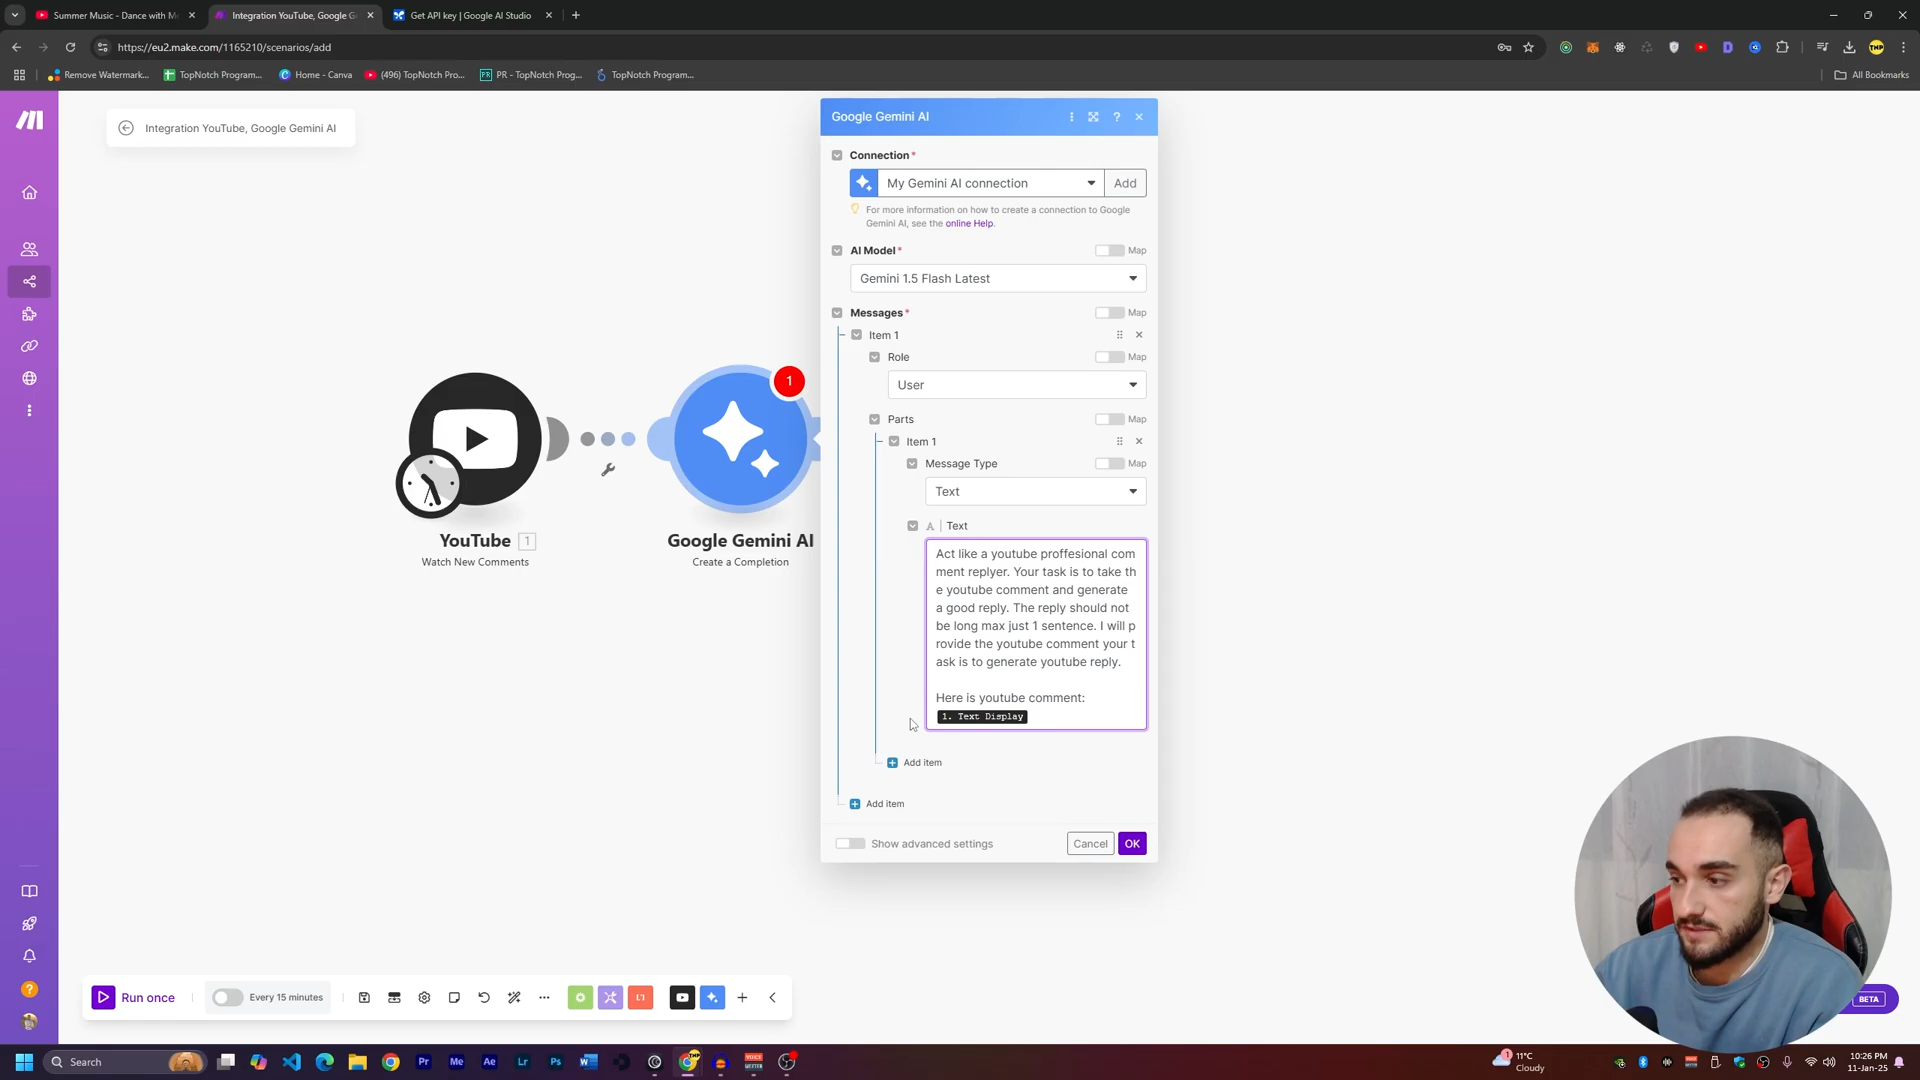 Summer Music - Dance with M
Integration YouTube, Google G
Get API key | Google AI Studio
https://eu2.make.com/1165210/scenarios/add
Remove Watermark...
TopNotch Program...
Home - Canva
(496) TopNotch Pro...
PR - TopNotch Prog...
TopNotch Program...
All Bookmarks
Integration YouTube, Google Gemini AI
Google Gemini AI
?
Connection*
My Gemini AI connection
Add
For more information on how to create a connection to Google
Gemini AI, see the online Help.
AI Model*
Map
Gemini 1.5 Flash Latest
Messages*
Map
Item 1
Role
Map
User
Parts
Map
Item 1
Message Type
Map
Text
A | Text
Act like a youtube proffesional com
ment replyer. Your task is to take th
e youtube comment and generate
a good reply. The reply should not
be long max just 1 sentence. I will p
rovide the youtube comment your t
ask is to generate youtube reply.
Here is youtube comment:
1. Text Display
Add item
Add item
Show advanced settings
Cancel
OK
1
YouTube 1
Watch New Comments
Google Gemini AI
Create a Completion
Run once
Every 15 minutes
BETA
Search
Pr
Me
Ae
Lr
Ps
1
11°C
Cloudy
10:26 PM
11-Jan-25